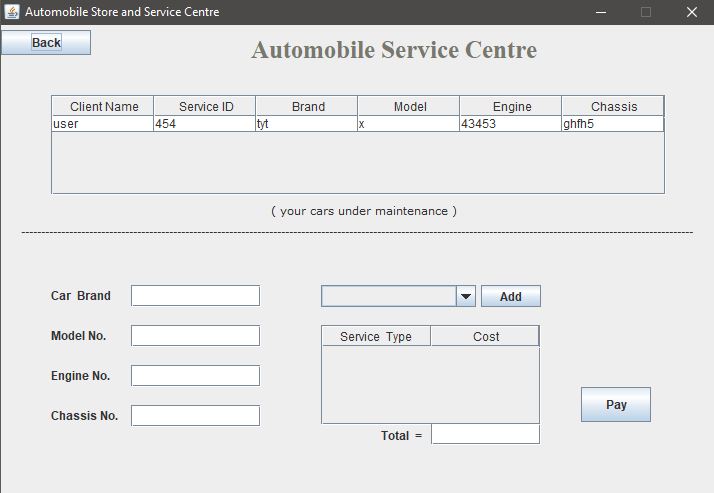 Automobile Store and Service Centre
Back
Automobile Service Centre
Client Name Service ID Brand Model Engine Chassis
user 454 tyt x 43453 ghfh5
( your cars under maintenance )
Car Brand
Add
Model No.
Service Type Cost
Engine No.
Pay
Chassis No.
Total =